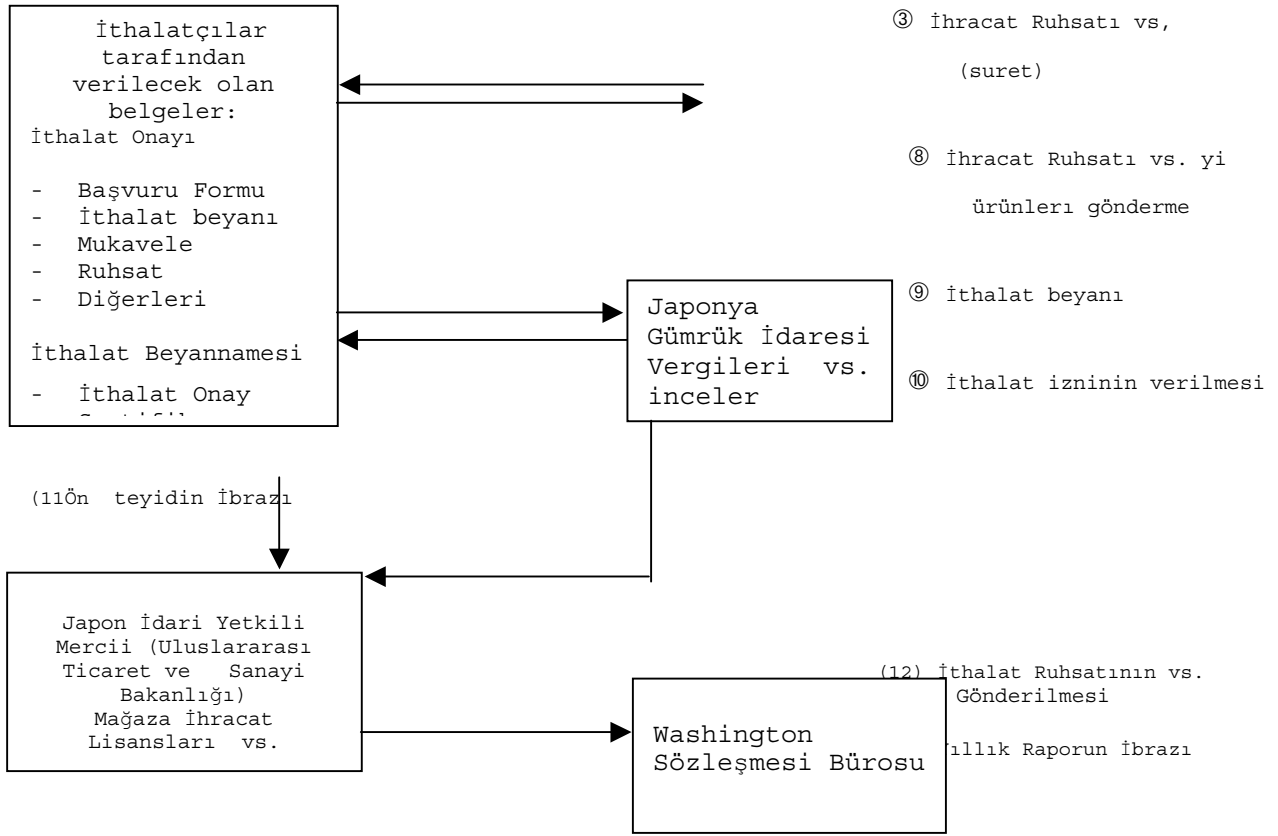 İthalatçılar
tarafından
verilecek olan
belgeler:
İthalat Onayı
- Başvuru Formu
- İthalat beyanı
- Mukavele
- Ruhsat
- Diğerleri
İthalat Beyannamesi
- İthalat Onay
③ İhracat Ruhsatı vs,
(suret)
⑧ İhracat Ruhsatı vs. yi
ürünlerı gönderme
Japonya
Gümrük İdaresi
Vergileri vs.
inceler
⑨ İthalat beyanı
⑩ İthalat izninin verilmesi
(11Ön teyidin İbrazı
Japon İdari Yetkili
Mercii (Uluslararası
Ticaret ve Sanayi
Bakanlığı)
Mağaza İhracat
Lisansları vs.
Washington
Sözleşmesi Bürosu
(12) İthalat Ruhsatının vs.
Gönderilmesi
Raporun İbrazı